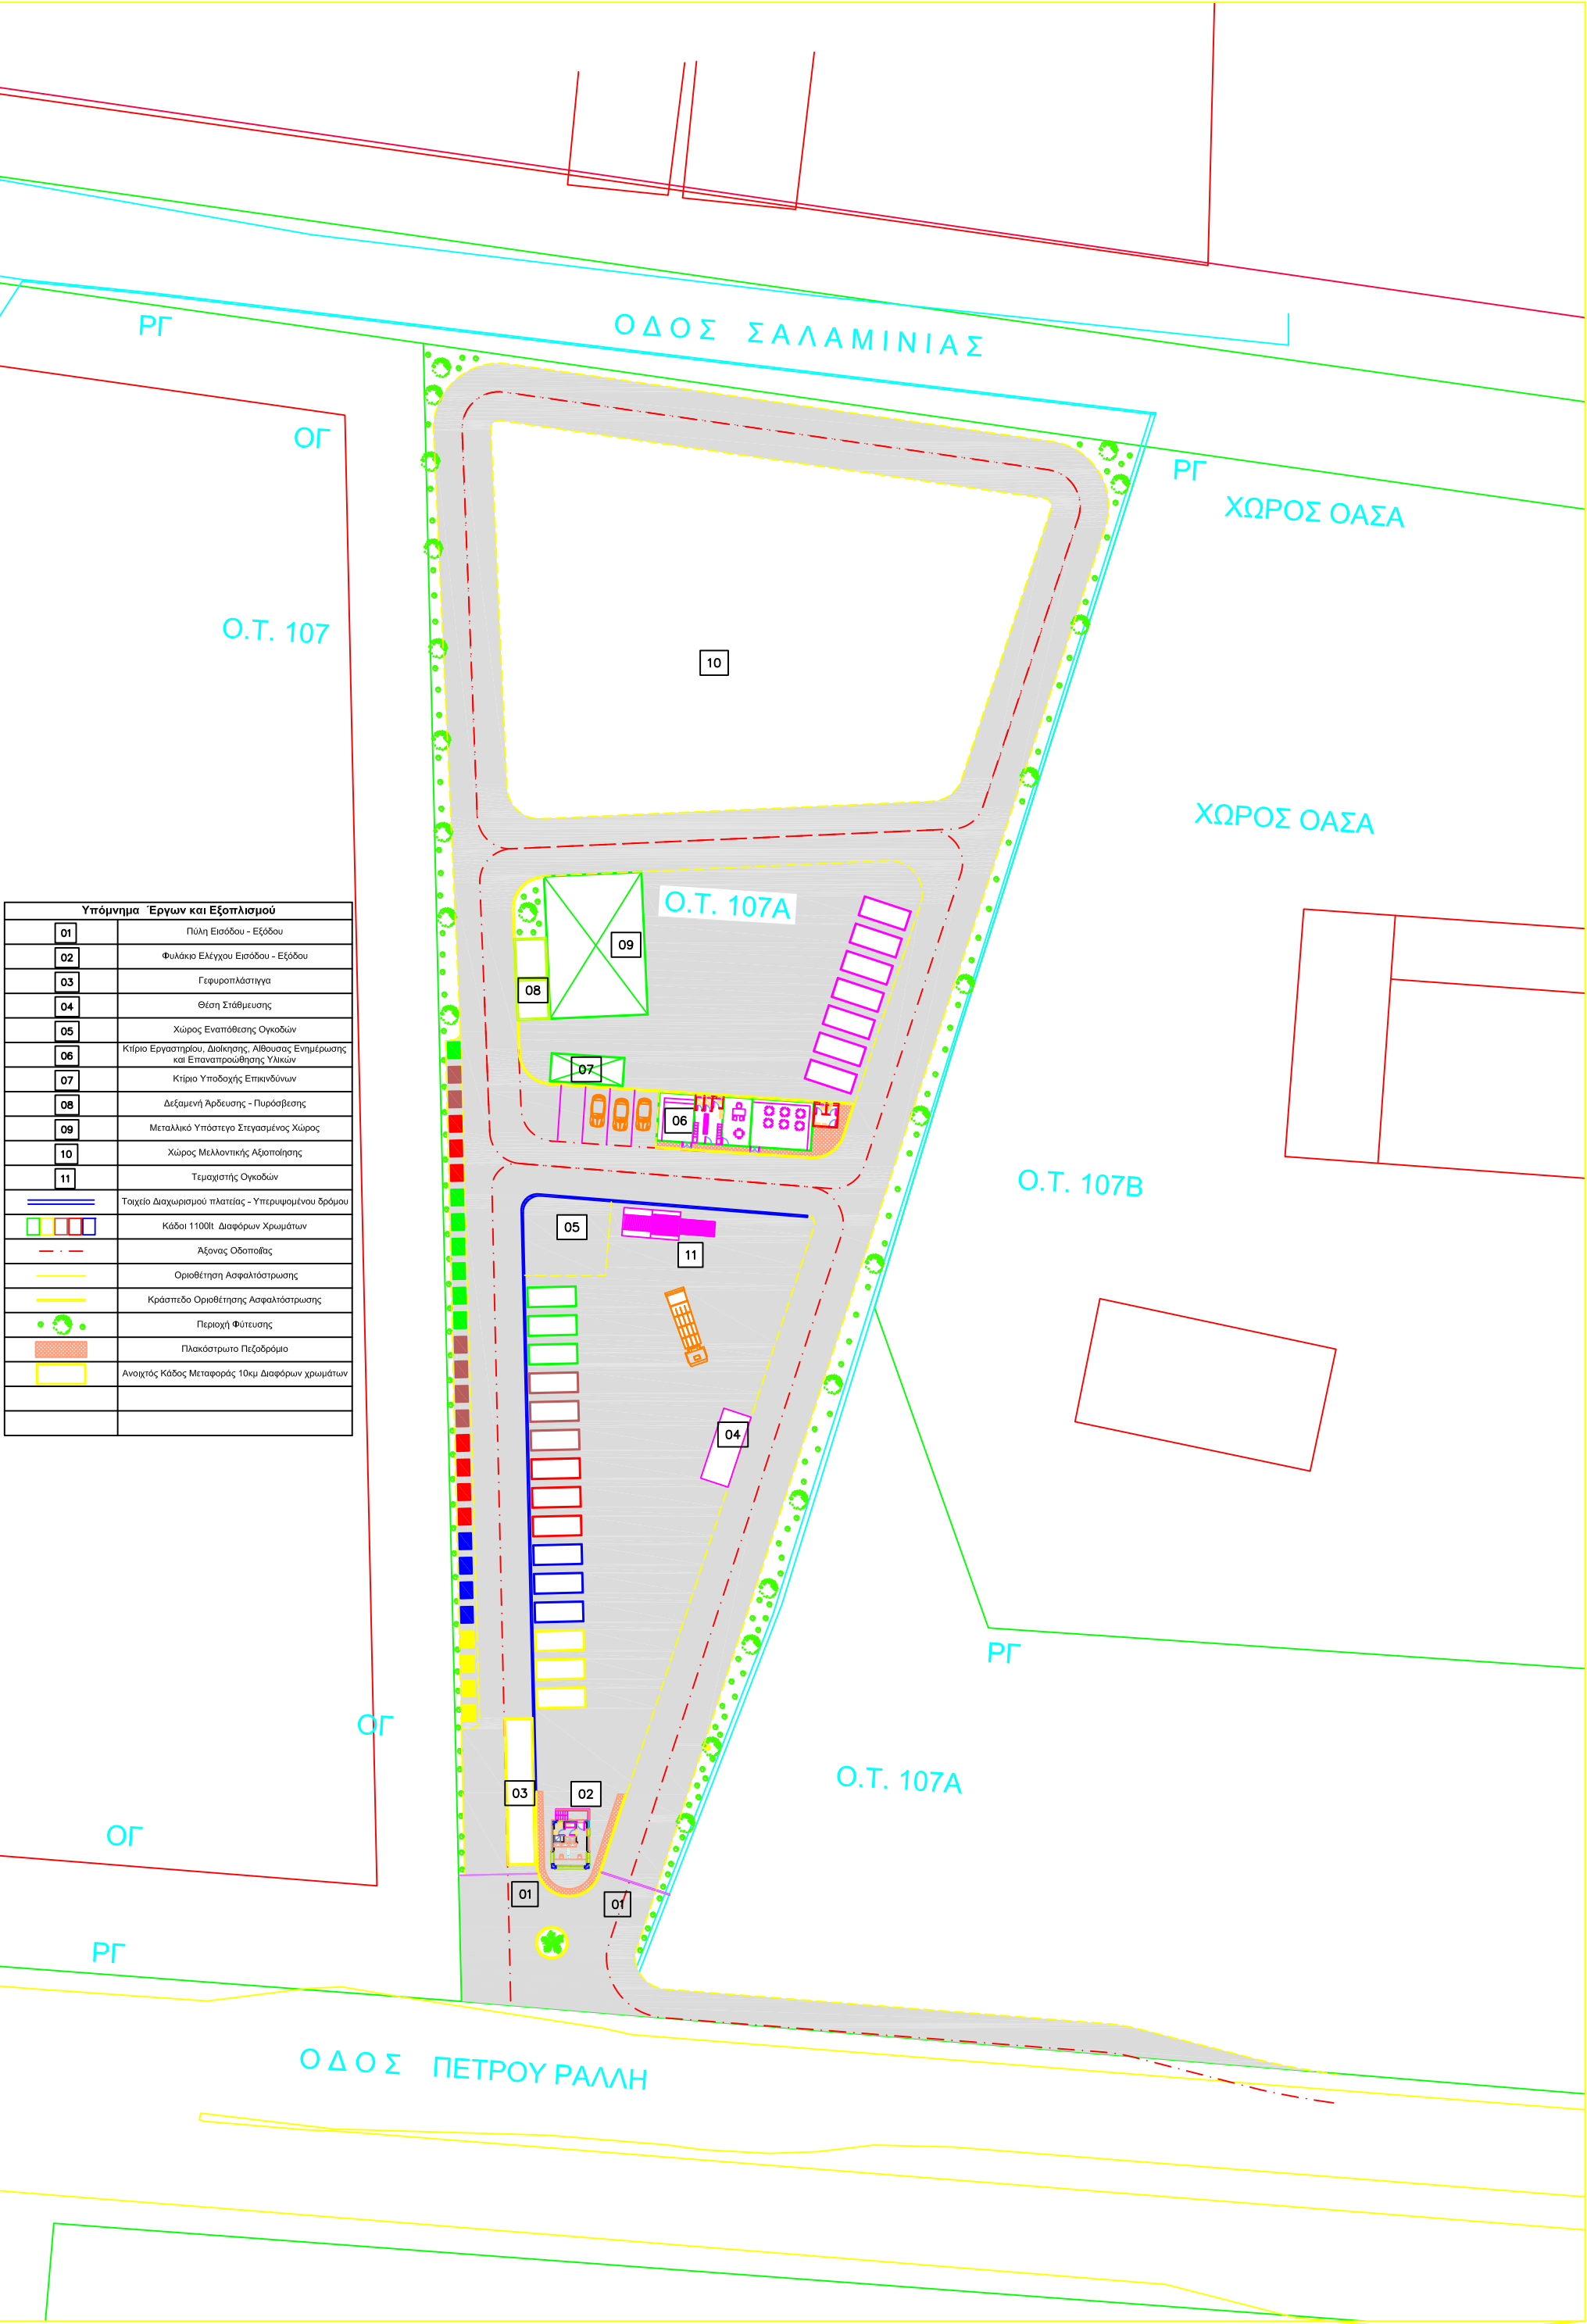 ΟΔΟΣ ΣΑΛΑΜΙΝΙΑΣ
ΡΓ
ΟΓ
ΡΓ
ΧΩΡΟΣ ΟΑΣΑ
Ο.Τ. 107
10
ΧΩΡΟΣ ΟΑΣΑ
Ο.Τ. 107Α
09
08
07
06
Ο.Τ. 107Β
05
11
04
ΡΓ
ΟΓ
Ο.Τ. 107Α
03
02
ΟΓ
01
01
ΡΓ
ΟΔΟΣ ΠΕΤΡΟΥ ΡΑΛΛΗ
Υπόμνημα Έργων και Εξοπλισμού
01 Πύλη Εισόδου - Εξόδου
02 Φυλάκιο Ελέγχου Εισόδου - Εξόδου
03 Γεφυροπλάστιγγα
04 Θέση Στάθμευσης
05 Χώρος Εναπόθεσης Ογκοδών
06 Κτίριο Εργαστηρίου, Διοίκησης, Αίθουσας Ενημέρωσης
και Επαναπροώθησης Υλικών
07 Κτίριο Υποδοχής Επικινδύνων
08 Δεξαμενή Άρδευσης - Πυρόσβεσης
09 Μεταλλικό Υπόστεγο Στεγασμένος Χώρος
10 Χώρος Μελλοντικής Αξιοποίησης
11 Τεμαχιστής Ογκοδών
Τοιχείο Διαχωρισμού πλατείας - Υπερυψομένου δρόμου
Κάδοι 1100lt Διαφόρων Χρωμάτων
Άξονας Οδοποιΐας
Οριοθέτηση Ασφαλτόστρωσης
Κράσπεδο Οριοθέτησης Ασφαλτόστρωσης
Περιοχή Φύτευσης
Πλακόστρωτο Πεζοδρόμιο
Ανοιχτός Κάδος Μεταφοράς 10κμ Διαφόρων χρωμάτων